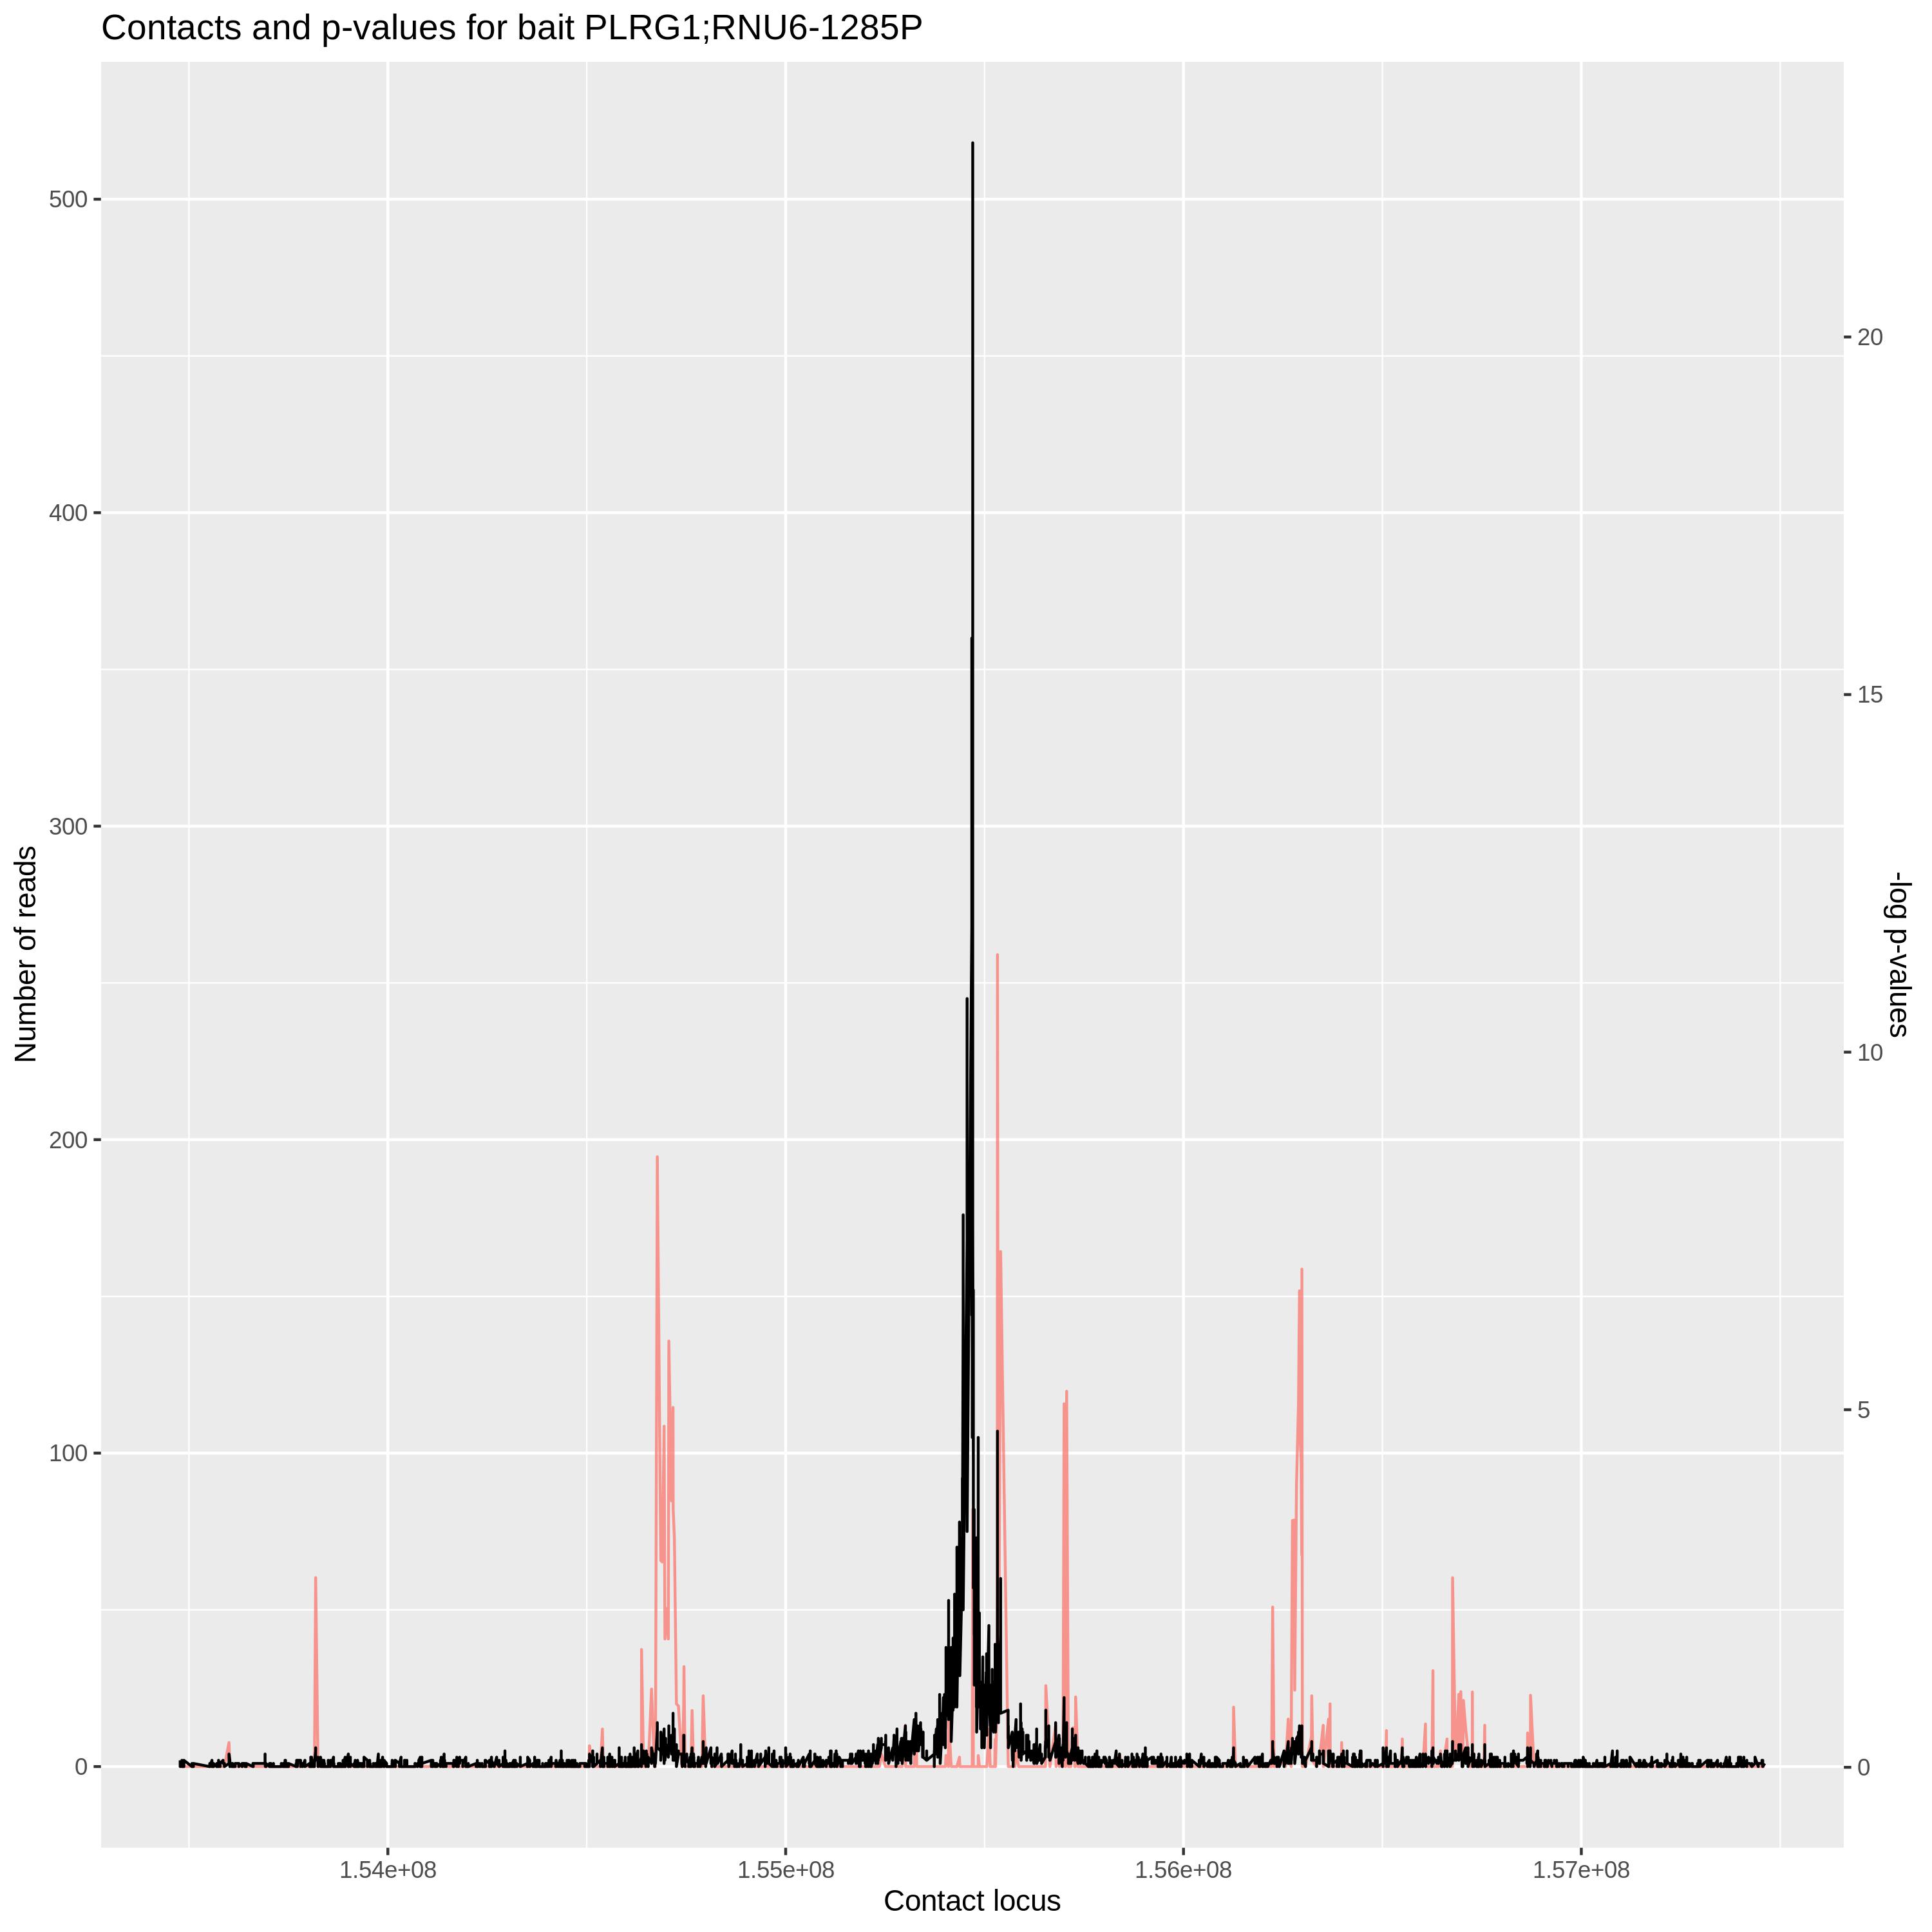 Contacts and p-values for bait PLRG1;RNU6-1285P
500
400
300
200
100
0
Number of reads
20
15
10
5
0
-log p-values
1.54e+08
1.55e+08
1.56e+08
1.57e+08
Contact locus